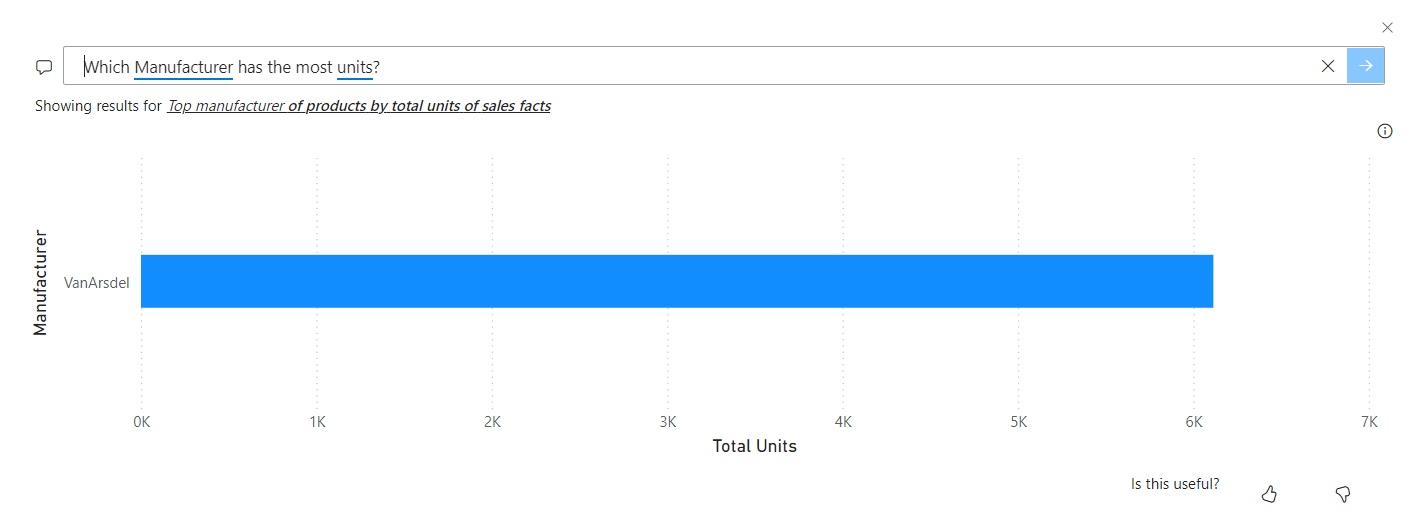 Which Manufacturer has the most units?
Showing results for Top manufacturer of products by total units of sales facts
Manufacturer
VanArsdel
0K 1K 2K 3K 4K 5K 6K 7K
Total Units
Is this useful?